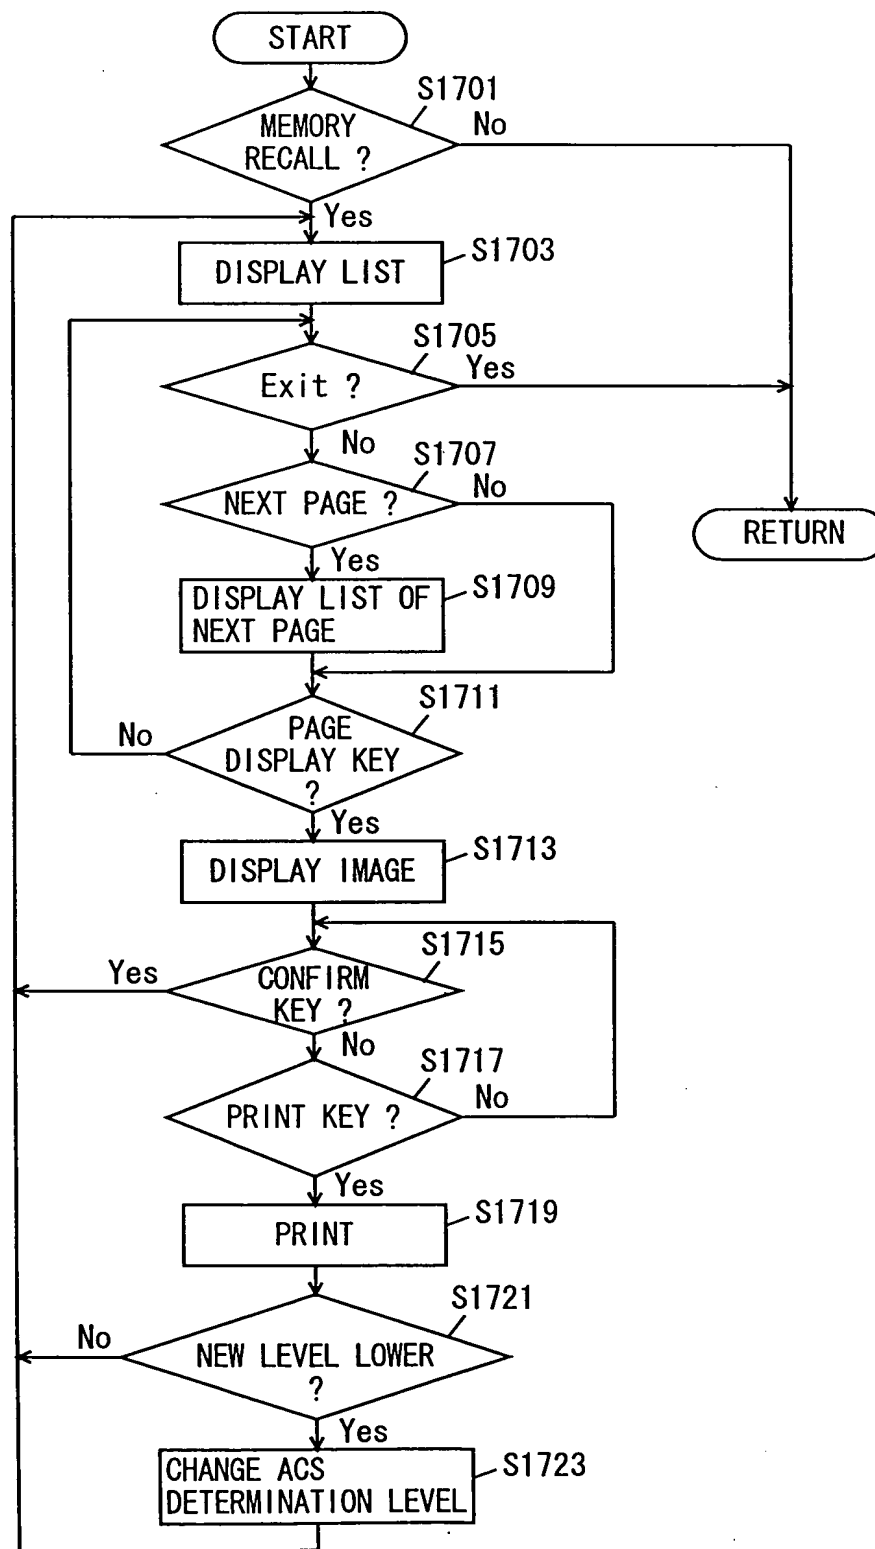 START
S1701
MEMORY
RECALL ?
No
Yes
DISPLAY LIST
S1703
S1705
Exit ?
Yes
No
S1707
NEXT PAGE ?
No
RETURN
Yes
DISPLAY LIST OF
NEXT PAGE
S1709
S1711
No
PAGE
DISPLAY KEY
?
Yes
DISPLAY IMAGE
S1713
S1715
Yes
CONFIRM
KEY ?
No
S1717
PRINT KEY ?
No
Yes
PRINT
S1719
S1721
No
NEW LEVEL LOWER
?
Yes
CHANGE ACS
DETERMINATION LEVEL
S1723